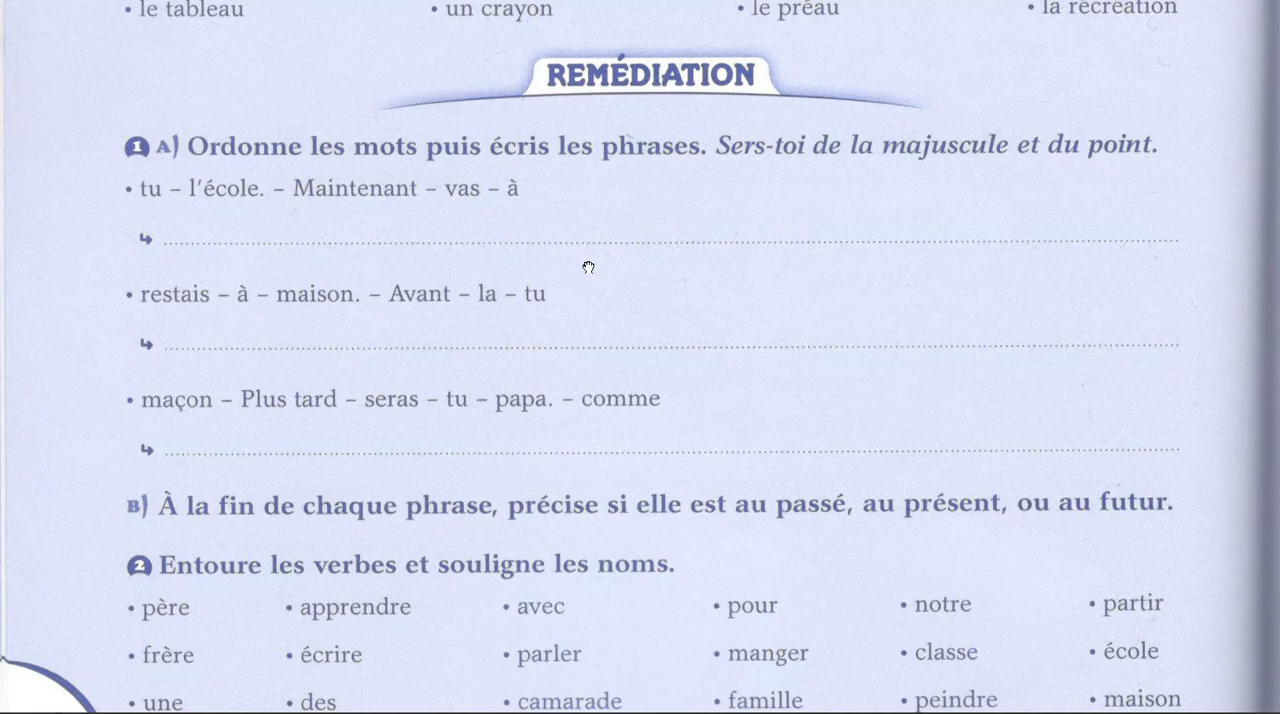 • le tableau • un crayon • le préau • la récréation
REMÉDIATION
1 A) Ordonne les mots puis écris les phrases. Sers-toi de la majuscule et du point.
• tu – l'école. – Maintenant – vas – à
• restais – à – maison. – Avant – la – tu
• maçon – Plus tard – seras – tu – papa. – comme
B) À la fin de chaque phrase, précise si elle est au passé, au présent, ou au futur.
2 Entoure les verbes et souligne les noms.
• père • apprendre • avec • pour • notre • partir
• frère • écrire • parler • manger • classe • école
• une • des • camarade • famille • peindre • maison